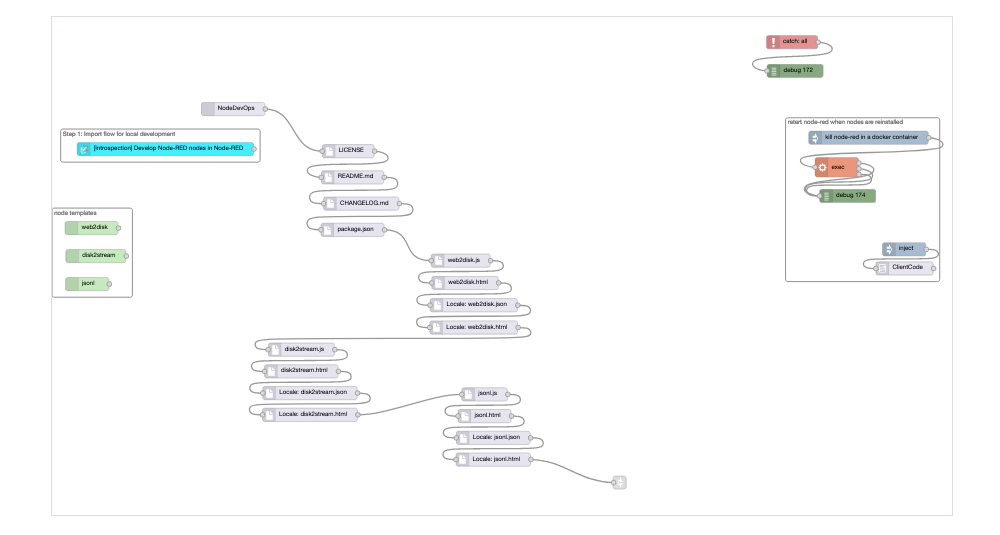 catch: all
debug 172
NodeDevOps
Step 1: Import flow for local development
[Introspection] Develop Node-RED nodes in Node-RED
LICENSE
README.md
CHANGELOG.md
package.json
retart node-red when nodes are reinstalled
kill node-red in a docker container
exec
debug 174
inject
ClientCode
node templates
web2disk
disk2stream
jsonl
web2disk.js
web2disk.html
Locale: web2disk.json
Locale: web2disk.html
disk2stream.js
disk2stream.html
Locale: disk2stream.json
Locale: disk2stream.html
jsonl.js
jsonl.html
Locale: jsonl.json
Locale: jsonl.html